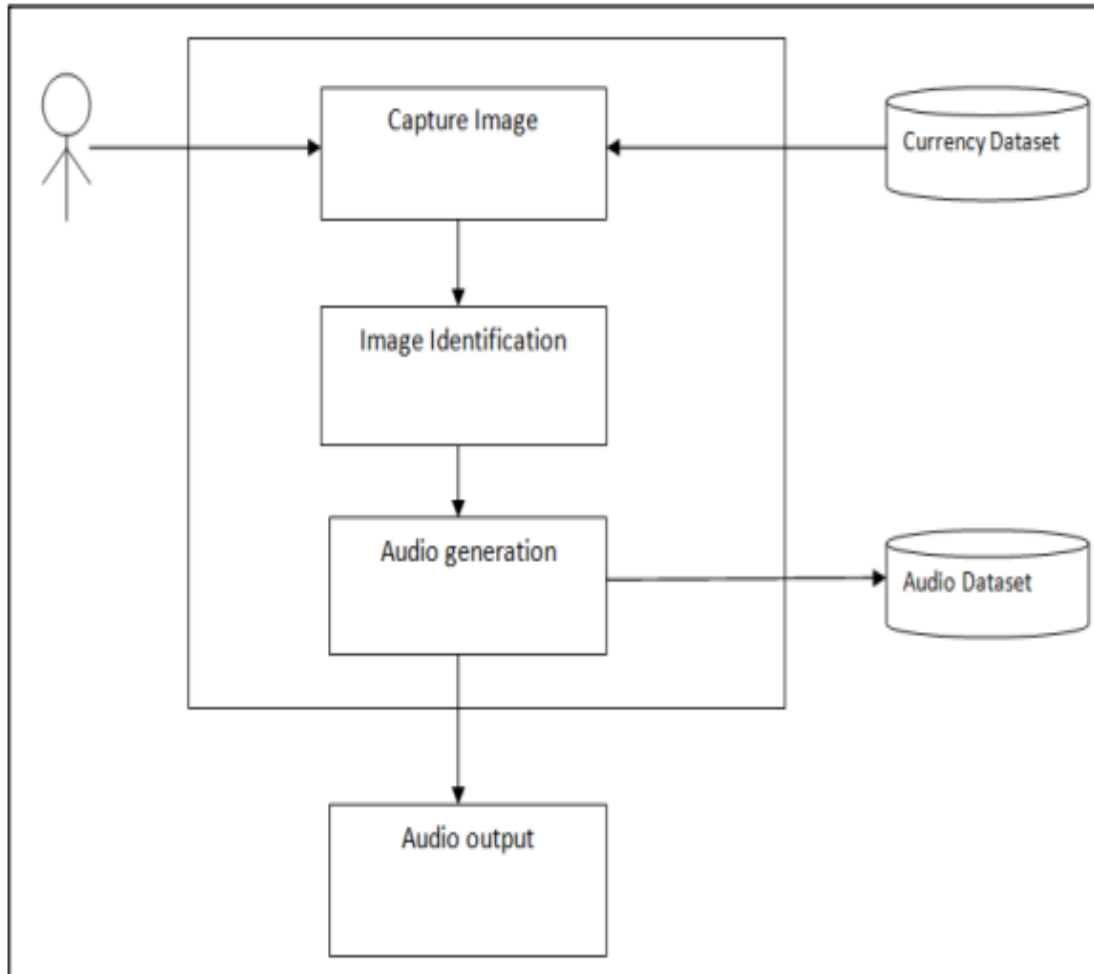 Capture Image
Currency Dataset
Image Identification
Audio generation
Audio Dataset
Audio output